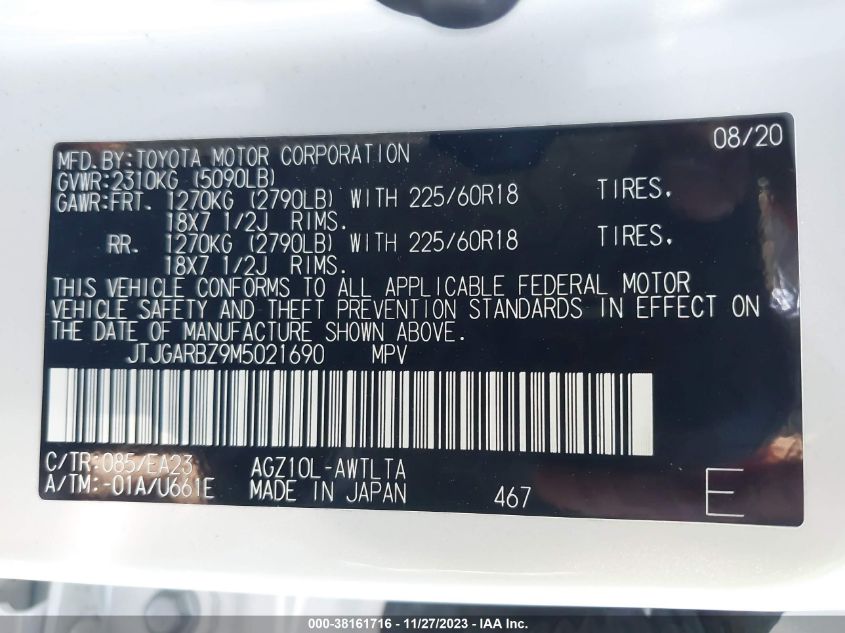 08/20
MFD.BY:TOYOTA MOTOR CORPORATION
GVWR:2310KG (5090LB)
GAWR:FRT. 1270KG (2790LB) WITH 225/60R18 TIRES.
18X7 1/2J RIMS.
RR. 1270KG (2790LB) WITH 225/60R18 TIRES.
18X7 1/2J RIMS.
THIS VEHICLE CONFORMS TO ALL APPLICABLE FEDERAL MOTOR
VEHICLE SAFETY AND THEFT PREVENTION STANDARDS IN EFFECT ON
THE DATE OF MANUFACTURE SHOWN ABOVE.
JTJGARBZ9M5021690 MPV
C/TR:085/EA23 AGZ10L-AWTLTA
A/TM:-01A/U661E MADE IN JAPAN 467 E
000-38161716 - 11/27/2023 - IAA Inc.